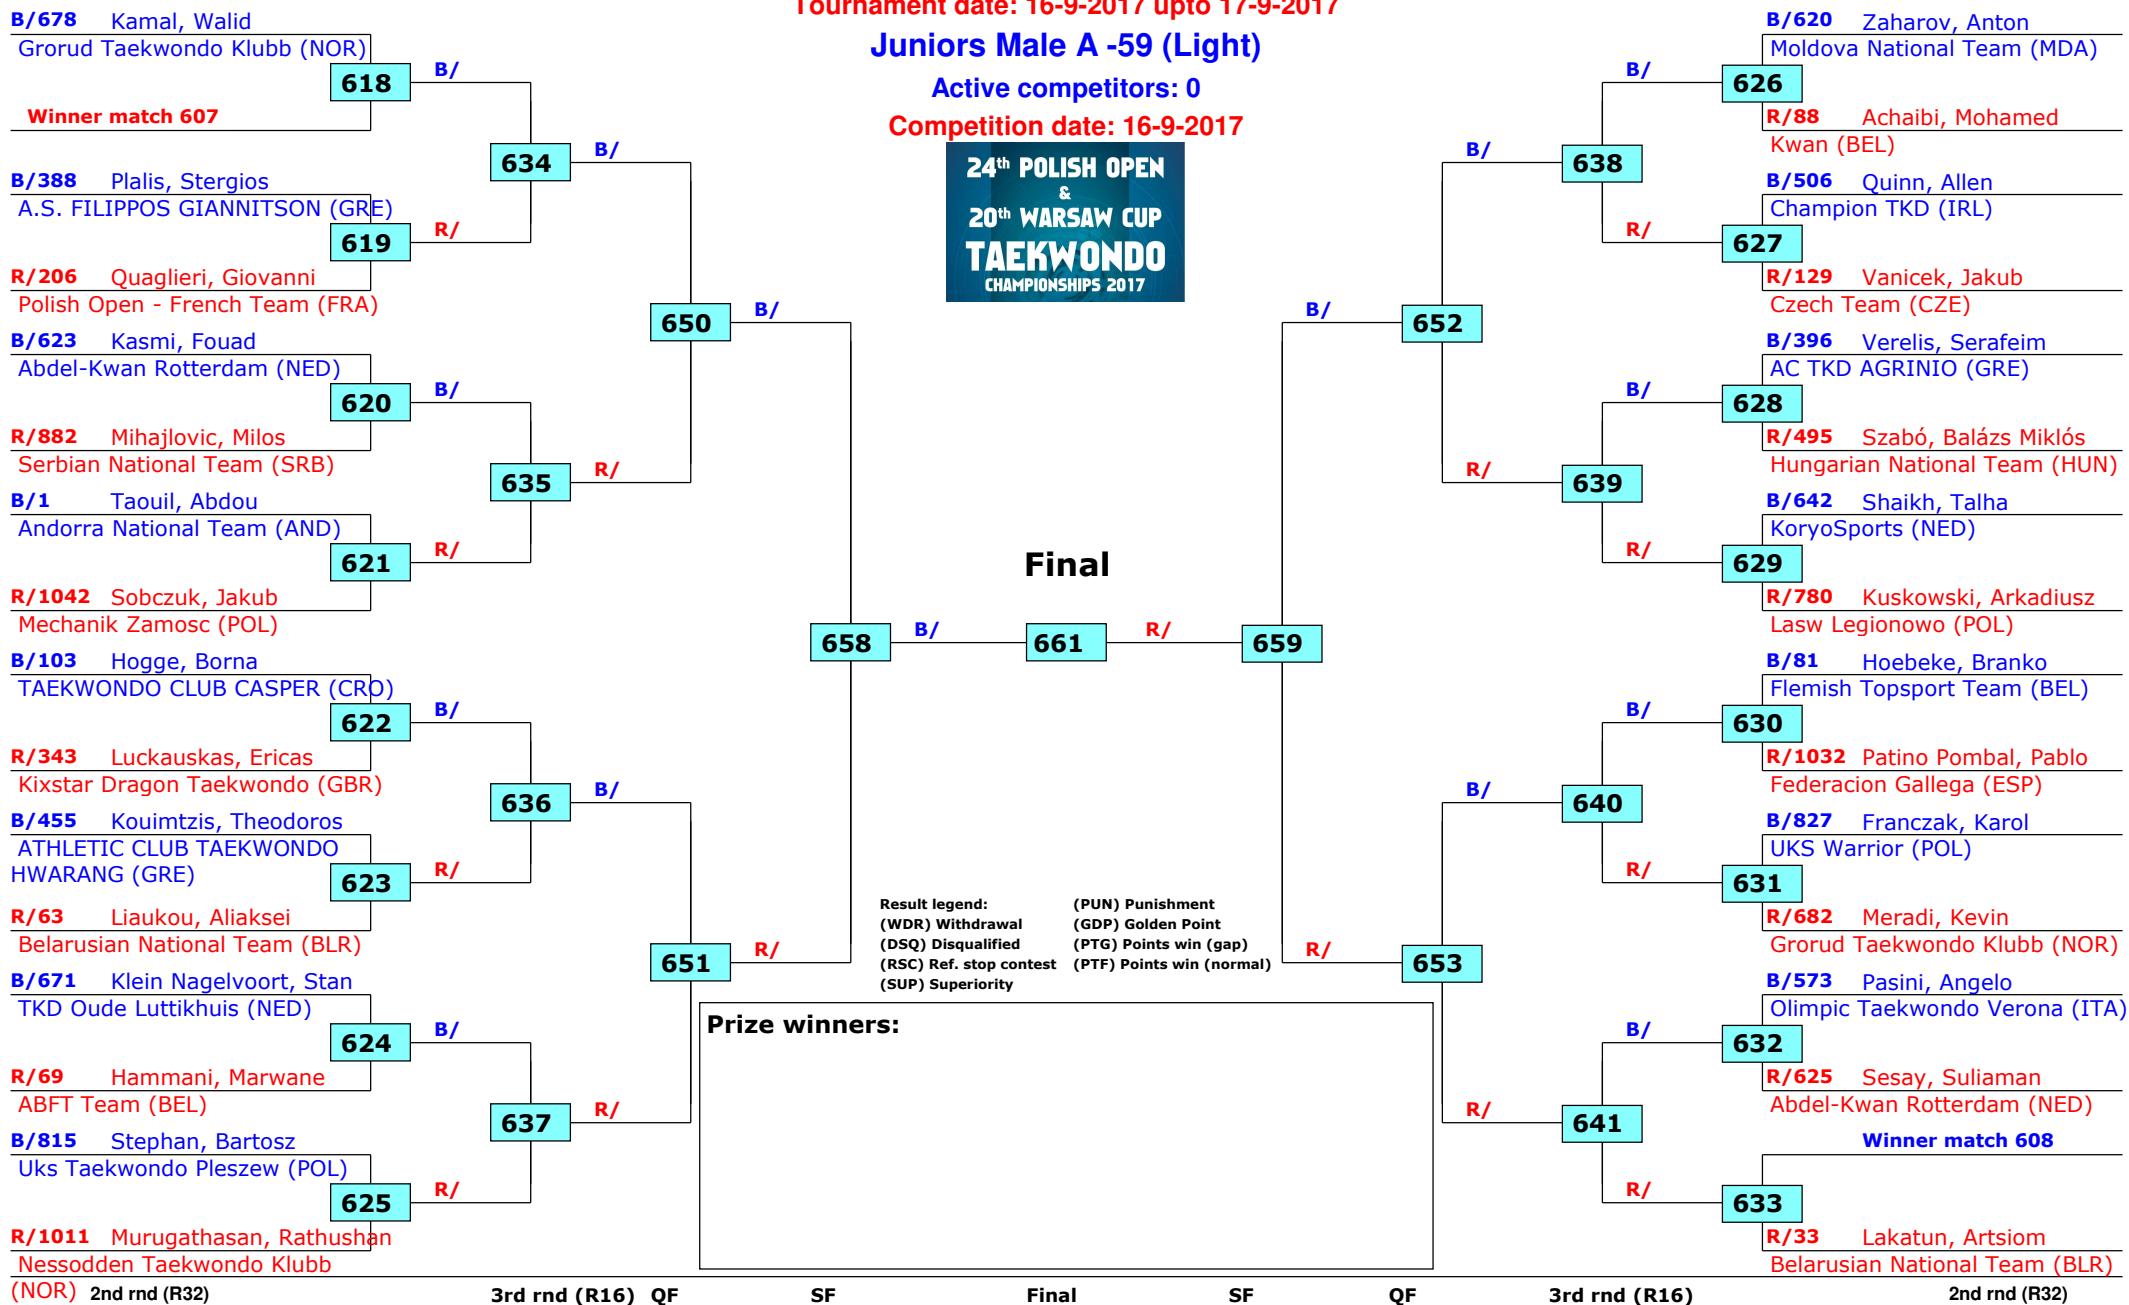 Tournament date: 16-9-2017 upto 17-9-2017
Juniors Male A -59 (Light)
Active competitors: 0
Competition date: 16-9-2017
24th POLISH OPEN
&
20th WARSAW CUP
TAEKWONDO
CHAMPIONSHIPS 2017
B/678 Kamal, Walid
Grorud Taekwondo Klubb (NOR)
618
Winner match 607
B/388 Plalis, Stergios
A.S. FILIPPOS GIANNITSON (GRE)
619
R/206 Quaglieri, Giovanni
Polish Open - French Team (FRA)
B/623 Kasmi, Fouad
Abdel-Kwan Rotterdam (NED)
620
R/882 Mihajlovic, Milos
Serbian National Team (SRB)
B/1 Taouil, Abdou
Andorra National Team (AND)
621
R/1042 Sobczuk, Jakub
Mechanik Zamosc (POL)
B/103 Hogge, Borna
TAEKWONDO CLUB CASPER (CRO)
622
R/343 Luckauskas, Ericas
Kixstar Dragon Taekwondo (GBR)
B/455 Kouimtzis, Theodoros
ATHLETIC CLUB TAEKWONDO
HWARANG (GRE)
623
R/63 Liaukou, Aliaksei
Belarusian National Team (BLR)
B/671 Klein Nagelvoort, Stan
TKD Oude Luttikhuis (NED)
624
R/69 Hammani, Marwane
ABFT Team (BEL)
B/815 Stephan, Bartosz
Uks Taekwondo Pleszew (POL)
625
R/1011 Murugathasan, Rathushan
Nessodden Taekwondo Klubb
(NOR)
B/
R/
B/
R/
B/
R/
B/
R/
634
635
636
637
B/
R/
B/
R/
650
651
B/
R/
658
B/
Final
661
R/
659
B/
R/
652
653
B/
R/
B/
R/
638
639
640
641
B/
R/
B/
R/
B/
R/
B/
R/
B/620 Zaharov, Anton
Moldova National Team (MDA)
626
R/88 Achaibi, Mohamed
Kwan (BEL)
B/506 Quinn, Allen
Champion TKD (IRL)
627
R/129 Vanicek, Jakub
Czech Team (CZE)
B/396 Verelis, Serafeim
AC TKD AGRINIO (GRE)
628
R/495 Szabó, Balázs Miklós
Hungarian National Team (HUN)
B/642 Shaikh, Talha
KoryoSports (NED)
629
R/780 Kuskowski, Arkadiusz
Lasw Legionowo (POL)
B/81 Hoebeke, Branko
Flemish Topsport Team (BEL)
630
R/1032 Patino Pombal, Pablo
Federacion Gallega (ESP)
B/827 Franczak, Karol
UKS Warrior (POL)
631
R/682 Meradi, Kevin
Grorud Taekwondo Klubb (NOR)
B/573 Pasini, Angelo
Olimpic Taekwondo Verona (ITA)
632
R/625 Sesay, Suliaman
Abdel-Kwan Rotterdam (NED)
Winner match 608
633
R/33 Lakatun, Artsiom
Belarusian National Team (BLR)
Result legend: (PUN) Punishment
(WDR) Withdrawal (GDP) Golden Point
(DSQ) Disqualified (PTG) Points win (gap)
(RSC) Ref. stop contest (PTF) Points win (normal)
(SUP) Superiority
Prize winners:
2nd rnd (R32) 3rd rnd (R16) QF SF Final SF QF 3rd rnd (R16) 2nd rnd (R32)